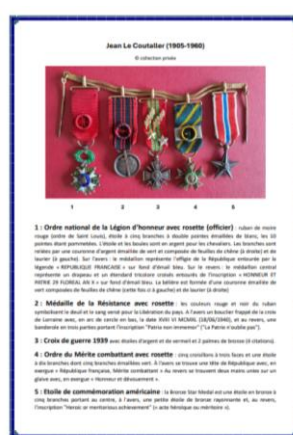 Jean Le Coutaller (1905-1960)
© collection privée
1 2 3 4 5
1 : Ordre national de la Légion d'honneur avec rosette (officier) : ruban de moire
rouge (ordre de Saint Louis), étoile à cinq branches à double pointes émaillées de blanc, les 10
pointes étant pommetées. L'étoile et les boules sont en argent pour les chevaliers. Les branches sont
reliées par une couronne d'argent émaillée de vert et composée de feuilles de chêne (à droite) et de
laurier (à gauche). Sur l'avers : le médaillon représente l'effigie de la République entourée par la
légende « REPUBLIQUE FRANCAISE » sur fond d'émail bleu. Sur le revers : le médaillon central
représente un drapeau et un étendard tricolore croisés entourés de l'inscription « HONNEUR ET
PATRIE 29 FLOREAL AN X » sur fond d'émail bleu. La bélière est formée d'une couronne émaillée de
vert composée de feuilles de chêne (cette fois ci à gauche) et de laurier (à droite)
2 : Médaille de la Résistance avec rosette : les couleurs rouge et noir du ruban
symbolisent le deuil et le sang versé pour la Libération du pays. A l'avers un bouclier frappé de la croix
de Lorraine avec, en arc de cercle en bas, la date XVIII VI MCMXL (18/06/1940), et au revers, une
banderole en trois parties portant l'inscription "Patria non immemor" ("La Patrie n'oublie pas").
3 : Croix de guerre 1939 avec étoiles d'argent et de vermeil et 2 palmes de bronze (4 citations).
4 : Ordre du Mérite combattant avec rosette : cinq croisillons à trois faces et une étoile
à dix branches dont cinq branches émaillées vert. À l'avers se trouve une tête de République avec, en
exergue « République française, Mérite combattant » Au revers se trouvent deux mains unies sur un
glaive avec, en exergue « Honneur et dévouement ».
5 : Etoile de commémoration américaine : la Bronze Star Medal est une étoile en bronze à
cinq branches portant au centre, à l'avers, une petite étoile de bronze rayonnante et, au revers,
l'inscription "Heroic or meritorious achievement" (« acte héroïque ou méritoire »).